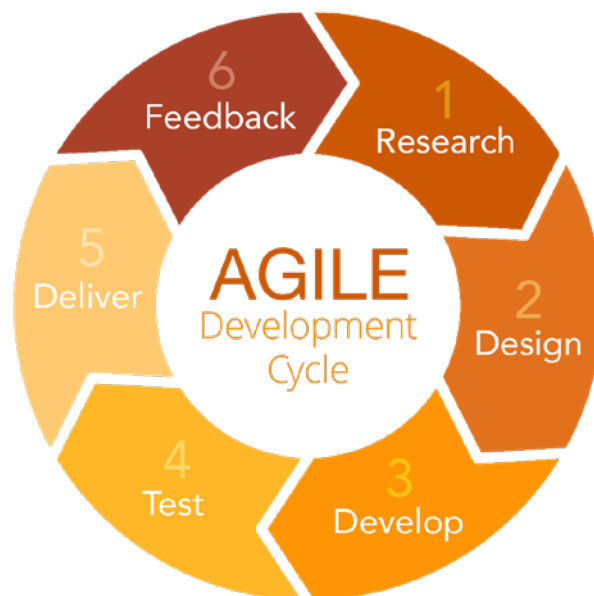 AGILE
Development
Cycle
1
Research
2
Design
3
Develop
4
Test
5
Deliver
6
Feedback